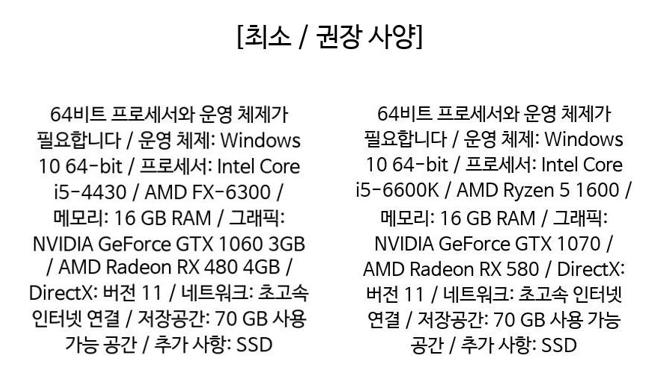 [최소 / 권장 사양]
64비트 프로세서와 운영 체제가
필요합니다 / 운영 체제: Windows
10 64-bit / 프로세서: Intel Core
i5-4430 / AMD FX-6300 /
메모리: 16 GB RAM / 그래픽:
NVIDIA GeForce GTX 1060 3GB
/ AMD Radeon RX 480 4GB /
DirectX: 버전 11 / 네트워크: 초고속
인터넷 연결 / 저장공간: 70 GB 사용
가능 공간 / 추가 사항: SSD
64비트 프로세서와 운영 체제가
필요합니다 / 운영 체제: Windows
10 64-bit / 프로세서: Intel Core
i5-6600K / AMD Ryzen 5 1600 /
메모리: 16 GB RAM / 그래픽:
NVIDIA GeForce GTX 1070 /
AMD Radeon RX 580 / DirectX:
버전 11 / 네트워크: 초고속 인터넷
연결 / 저장공간: 70 GB 사용 가능
공간 / 추가 사항: SSD